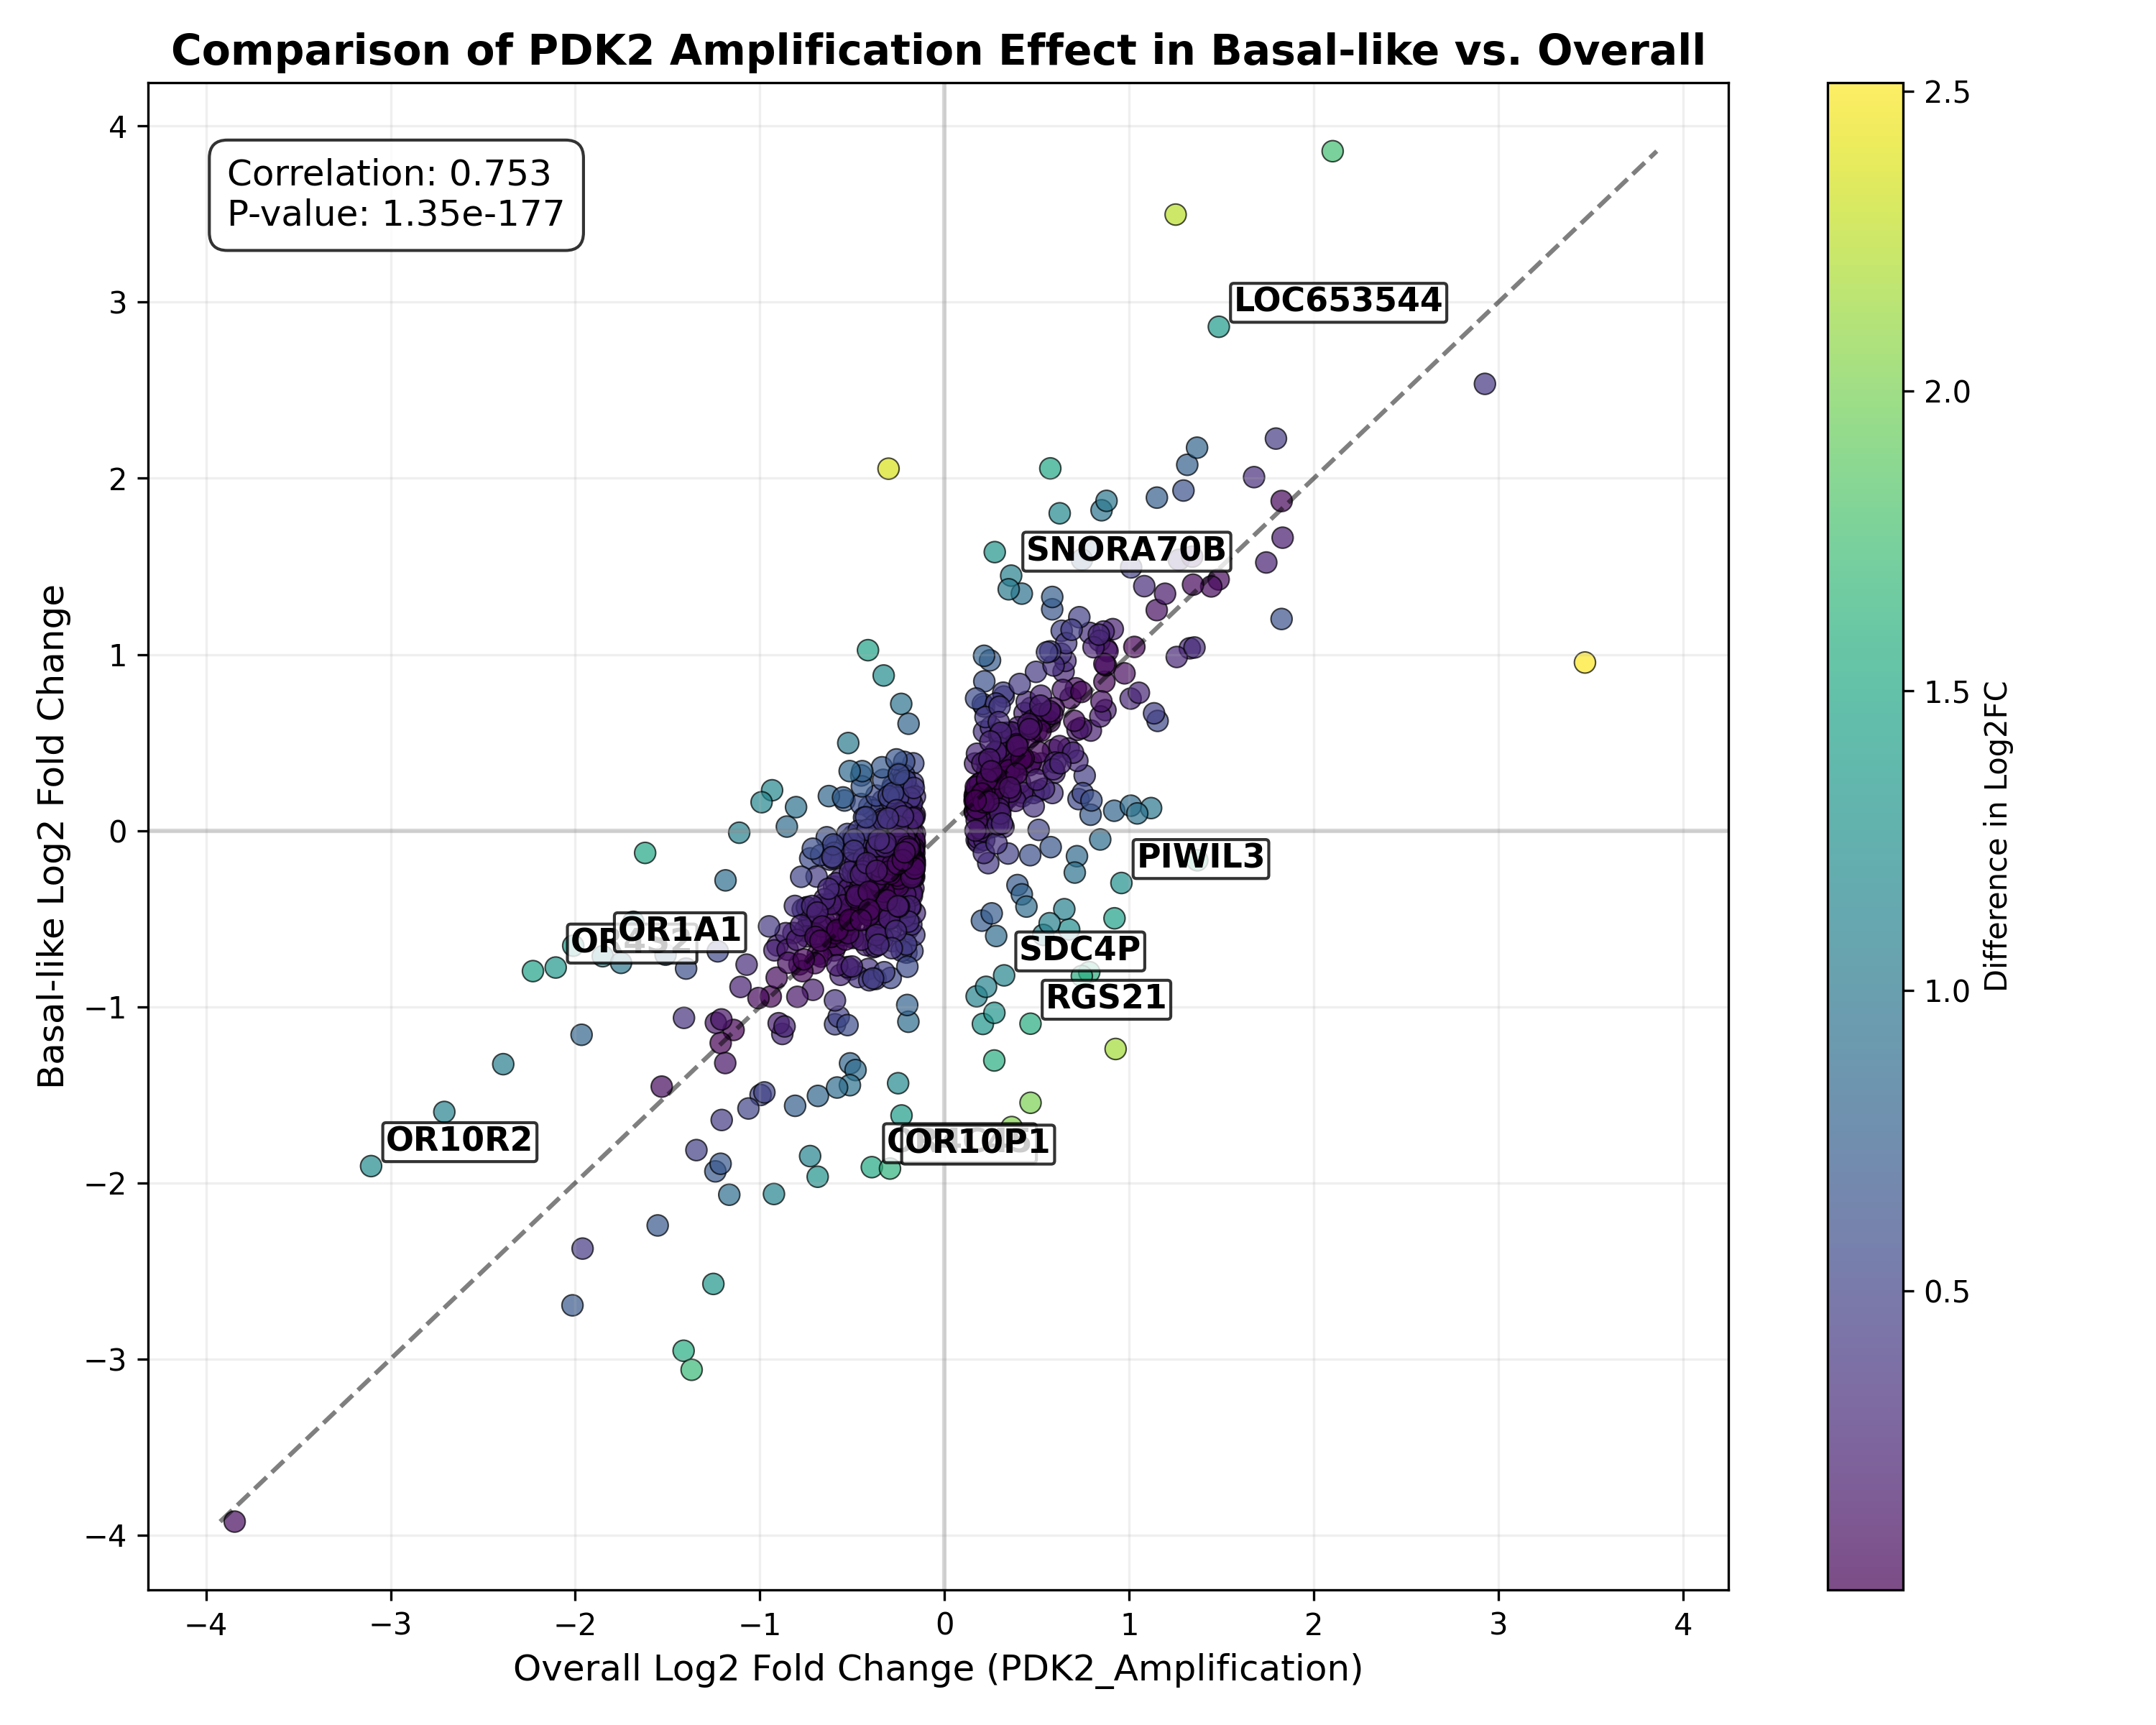 Comparison of PDK2 Amplification Effect in Basal-like vs. Overall
Correlation: 0.753
P-value: 1.35e-177
LOC653544
SNORA70B
PIWIL3
OR1A1
SDC4P
RGS21
OR10R2
OR10P1
4
3
2
1
0
−1
−2
−3
−4
Basal-like Log2 Fold Change
−4
−3
−2
−1
0
1
2
3
4
Overall Log2 Fold Change (PDK2_Amplification)
2.5
2.0
1.5
1.0
0.5
Difference in Log2FC